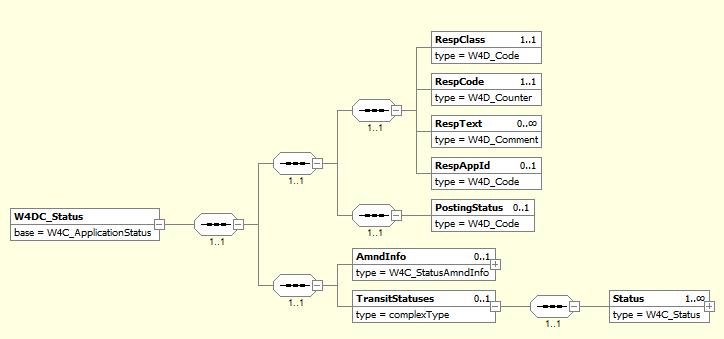 RespClass 1..1
type = W4D_Code
RespCode 1..1
type = W4D_Counter
1..1
RespText 0..∞
type = W4D_Comment
1..1
RespAppId 0..1
type = W4D_Code
W4DC_Status
base = W4C_ApplicationStatus
1..1
PostingStatus 0..1
type = W4D_Code
1..1
AmndInfo 0..1
type = W4C_StatusAmndInfo
1..1
TransitStatuses 0..1
type = complexType
1..1
Status 1..∞
type = W4C_Status